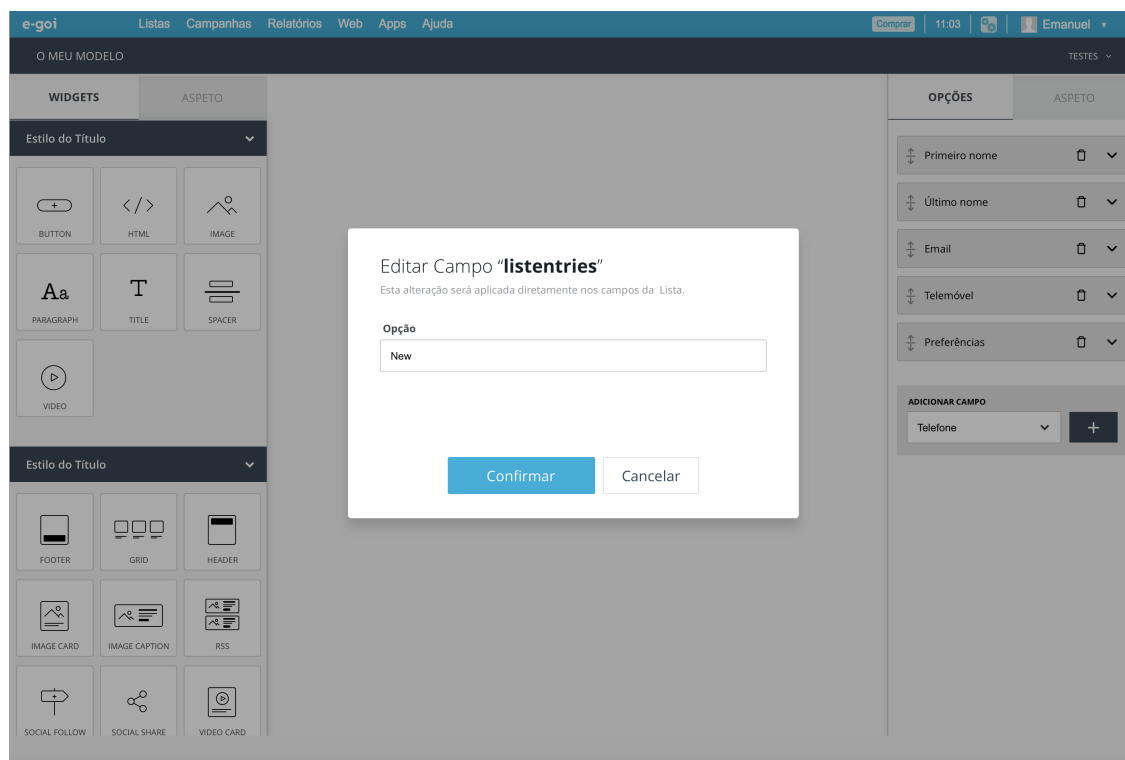 e-goi Listas Campanhas Relatórios Web Apps Ajuda Comprar 11:03 Emanuel
O MEU MODELO TESTES
WIDGETS ASPETO
Estilo do Título
BUTTON HTML IMAGE
Aa T
PARAGRAPH TITLE SPACER
VIDEO
Estilo do Título
FOOTER GRID HEADER
IMAGE CARD IMAGE CAPTION RSS
SOCIAL FOLLOW SOCIAL SHARE VIDEO CARD
Editar Campo “listentries”
Esta alteração será aplicada diretamente nos campos da Lista.
Opção
New
Confirmar Cancelar
OPÇÕES ASPETO
Primeiro nome
Último nome
Email
Telemóvel
Preferências
ADICIONAR CAMPO
Telefone